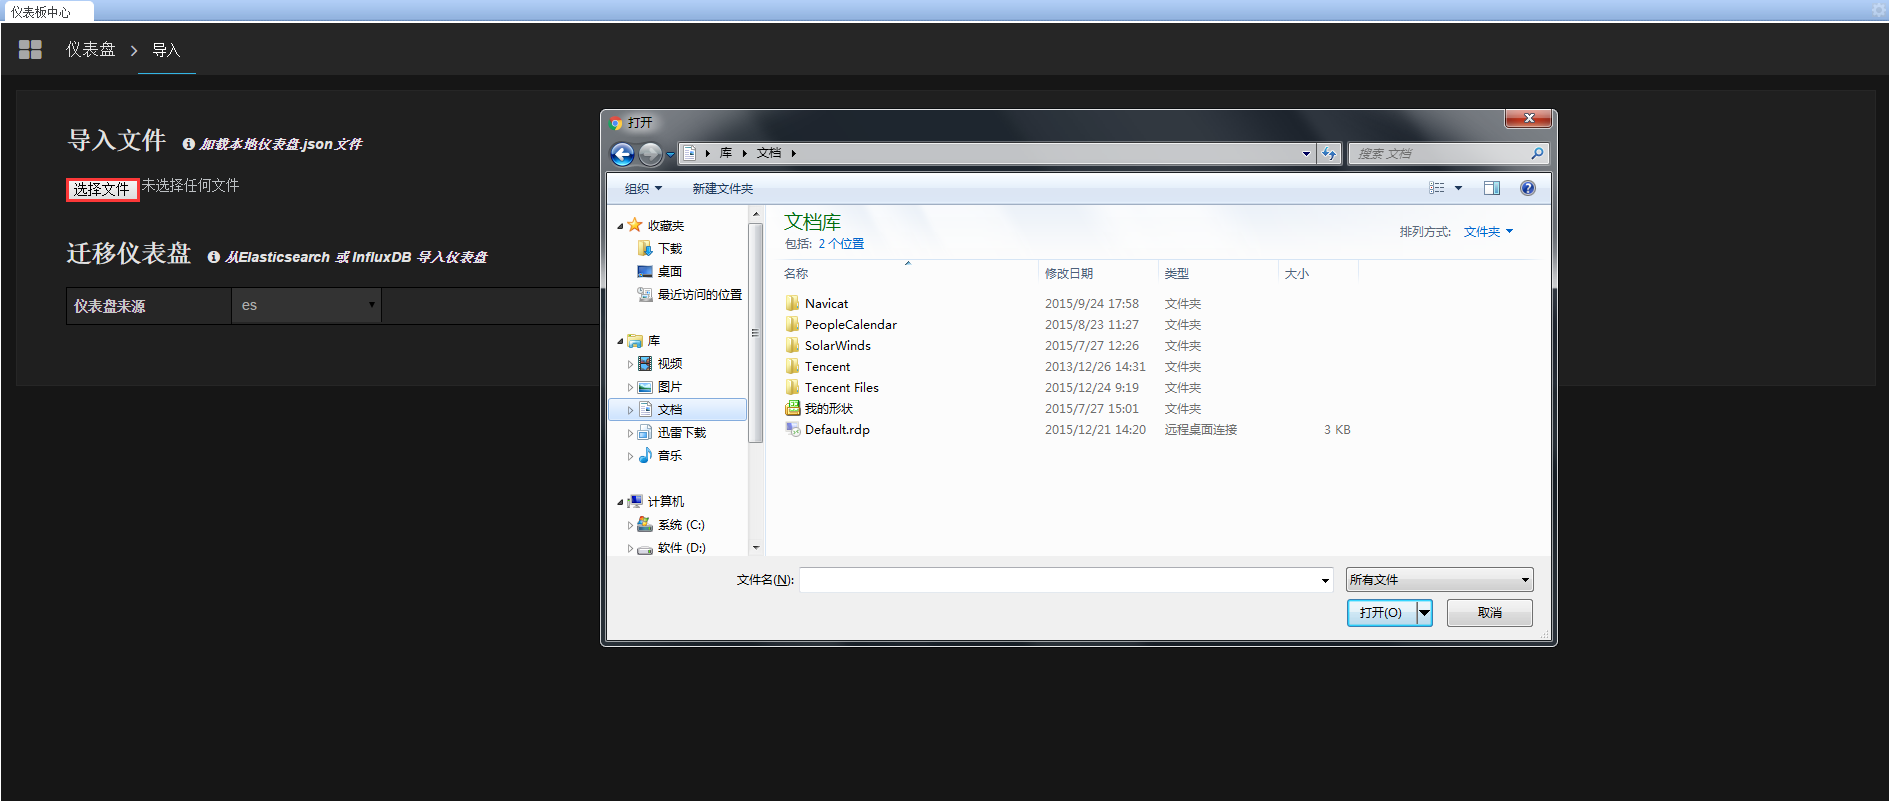 仪表板中心
仪表盘 导入
导入文件 加载本地仪表盘.json文件
选择文件 未选择任何文件
迁移仪表盘 从Elasticsearch 或 InfluxDB 导入仪表盘
仪表盘来源 es
打开
库 文档
搜索 文档
组织 新建文件夹
收藏夹
下载
桌面
最近访问的位置
库
视频
图片
文档
迅雷下载
音乐
计算机
系统 (C:)
软件 (D:)
文档库
包括: 2 个位置
排列方式: 文件夹
名称 修改日期 类型 大小
Navicat 2015/9/24 17:58 文件夹
PeopleCalendar 2015/8/23 11:27 文件夹
SolarWinds 2015/7/27 12:26 文件夹
Tencent 2013/12/26 14:31 文件夹
Tencent Files 2015/12/24 9:19 文件夹
我的形状 2015/7/27 15:01 文件夹
Default.rdp 2015/12/21 14:20 远程桌面连接 3 KB
文件名(N): 所有文件
打开(O) 取消